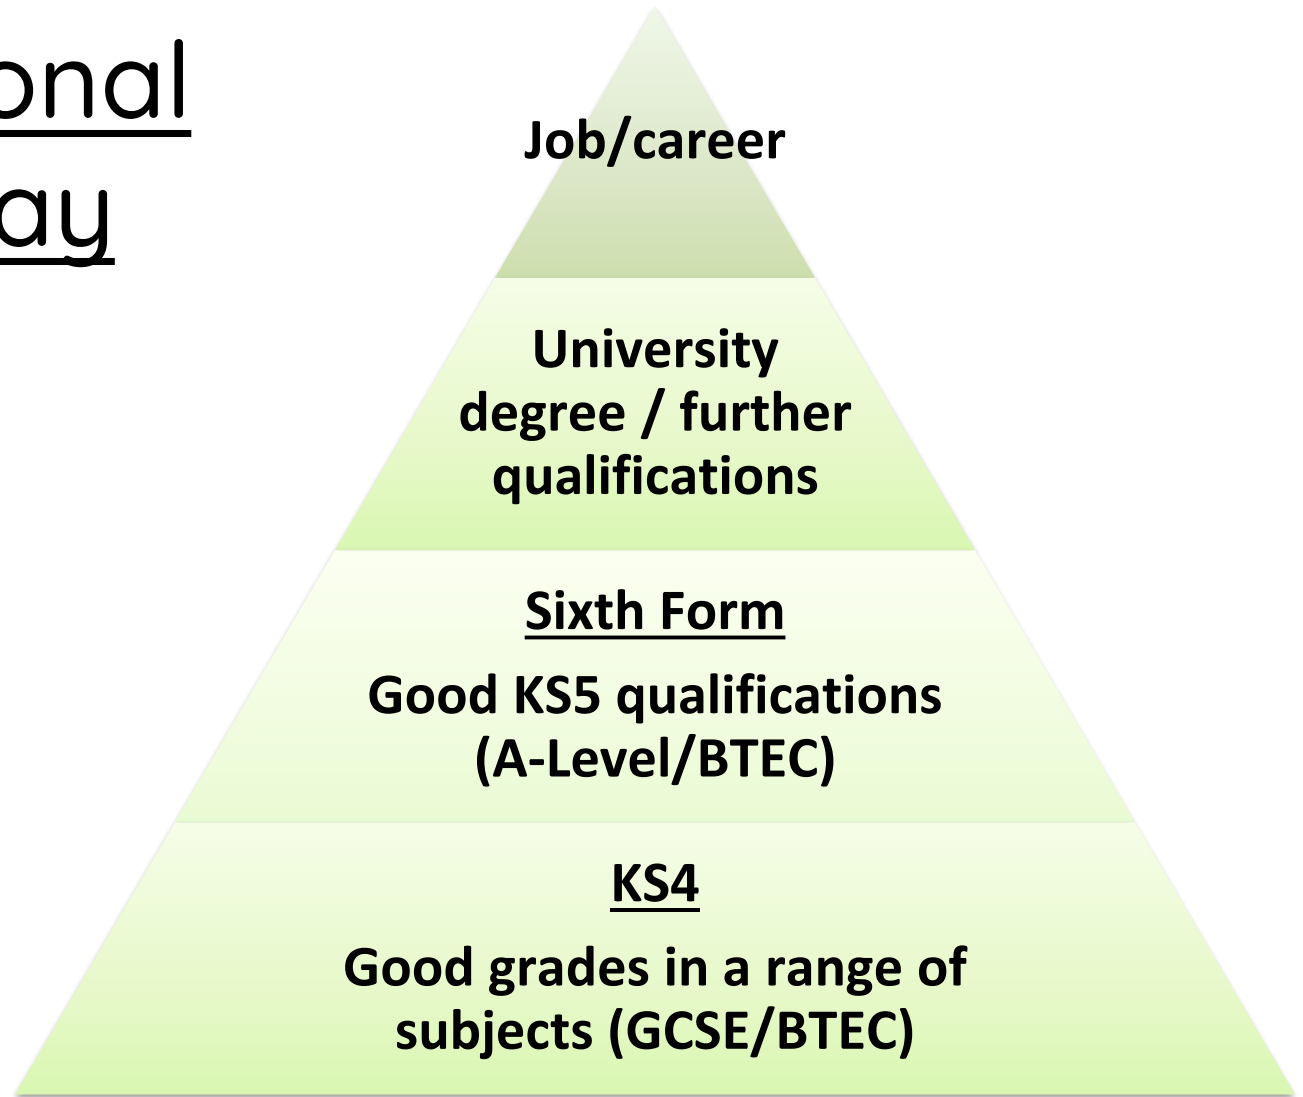 onal
ay
Job/career
University
degree / further
qualifications
Sixth Form
Good KS5 qualifications
(A-Level/BTEC)
KS4
Good grades in a range of
subjects (GCSE/BTEC)